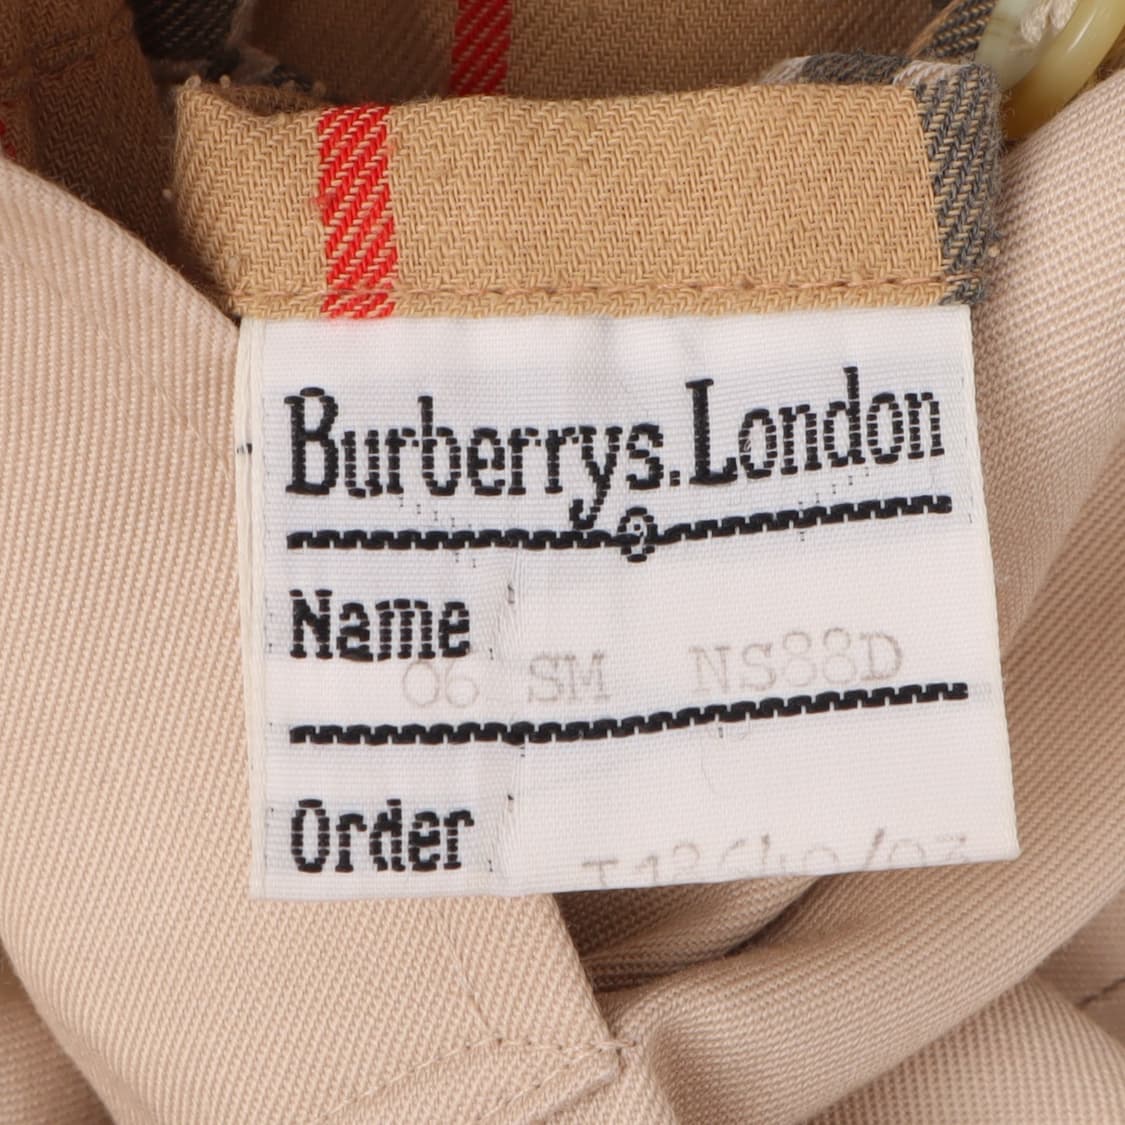 Burberrys.London
Name
06 SM NS88D
Order